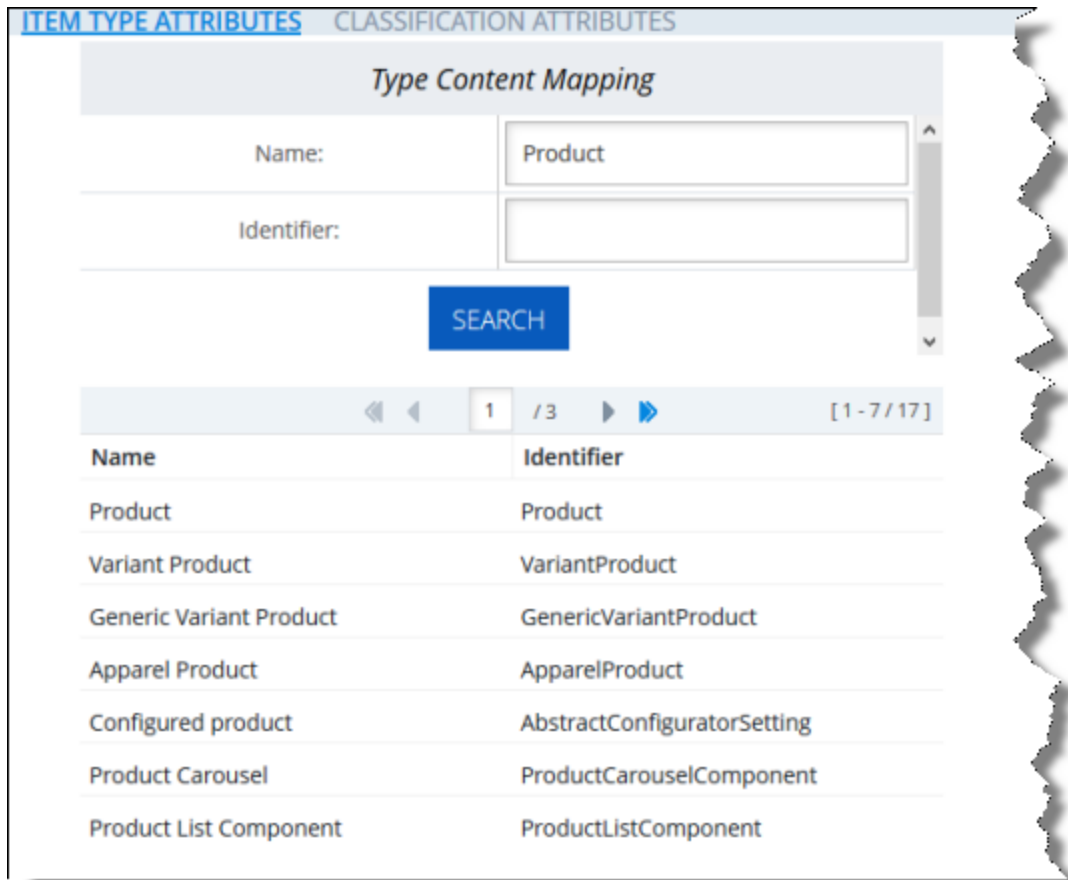 ITEM TYPE ATTRIBUTES CLASSIFICATION ATTRIBUTES
Type Content Mapping
Name: Product
Identifier:
SEARCH
1 / 3 [ 1 - 7 / 17 ]
Name Identifier
Product Product
Variant Product VariantProduct
Generic Variant Product GenericVariantProduct
Apparel Product ApparelProduct
Configured product AbstractConfiguratorSetting
Product Carousel ProductCarouselComponent
Product List Component ProductListComponent